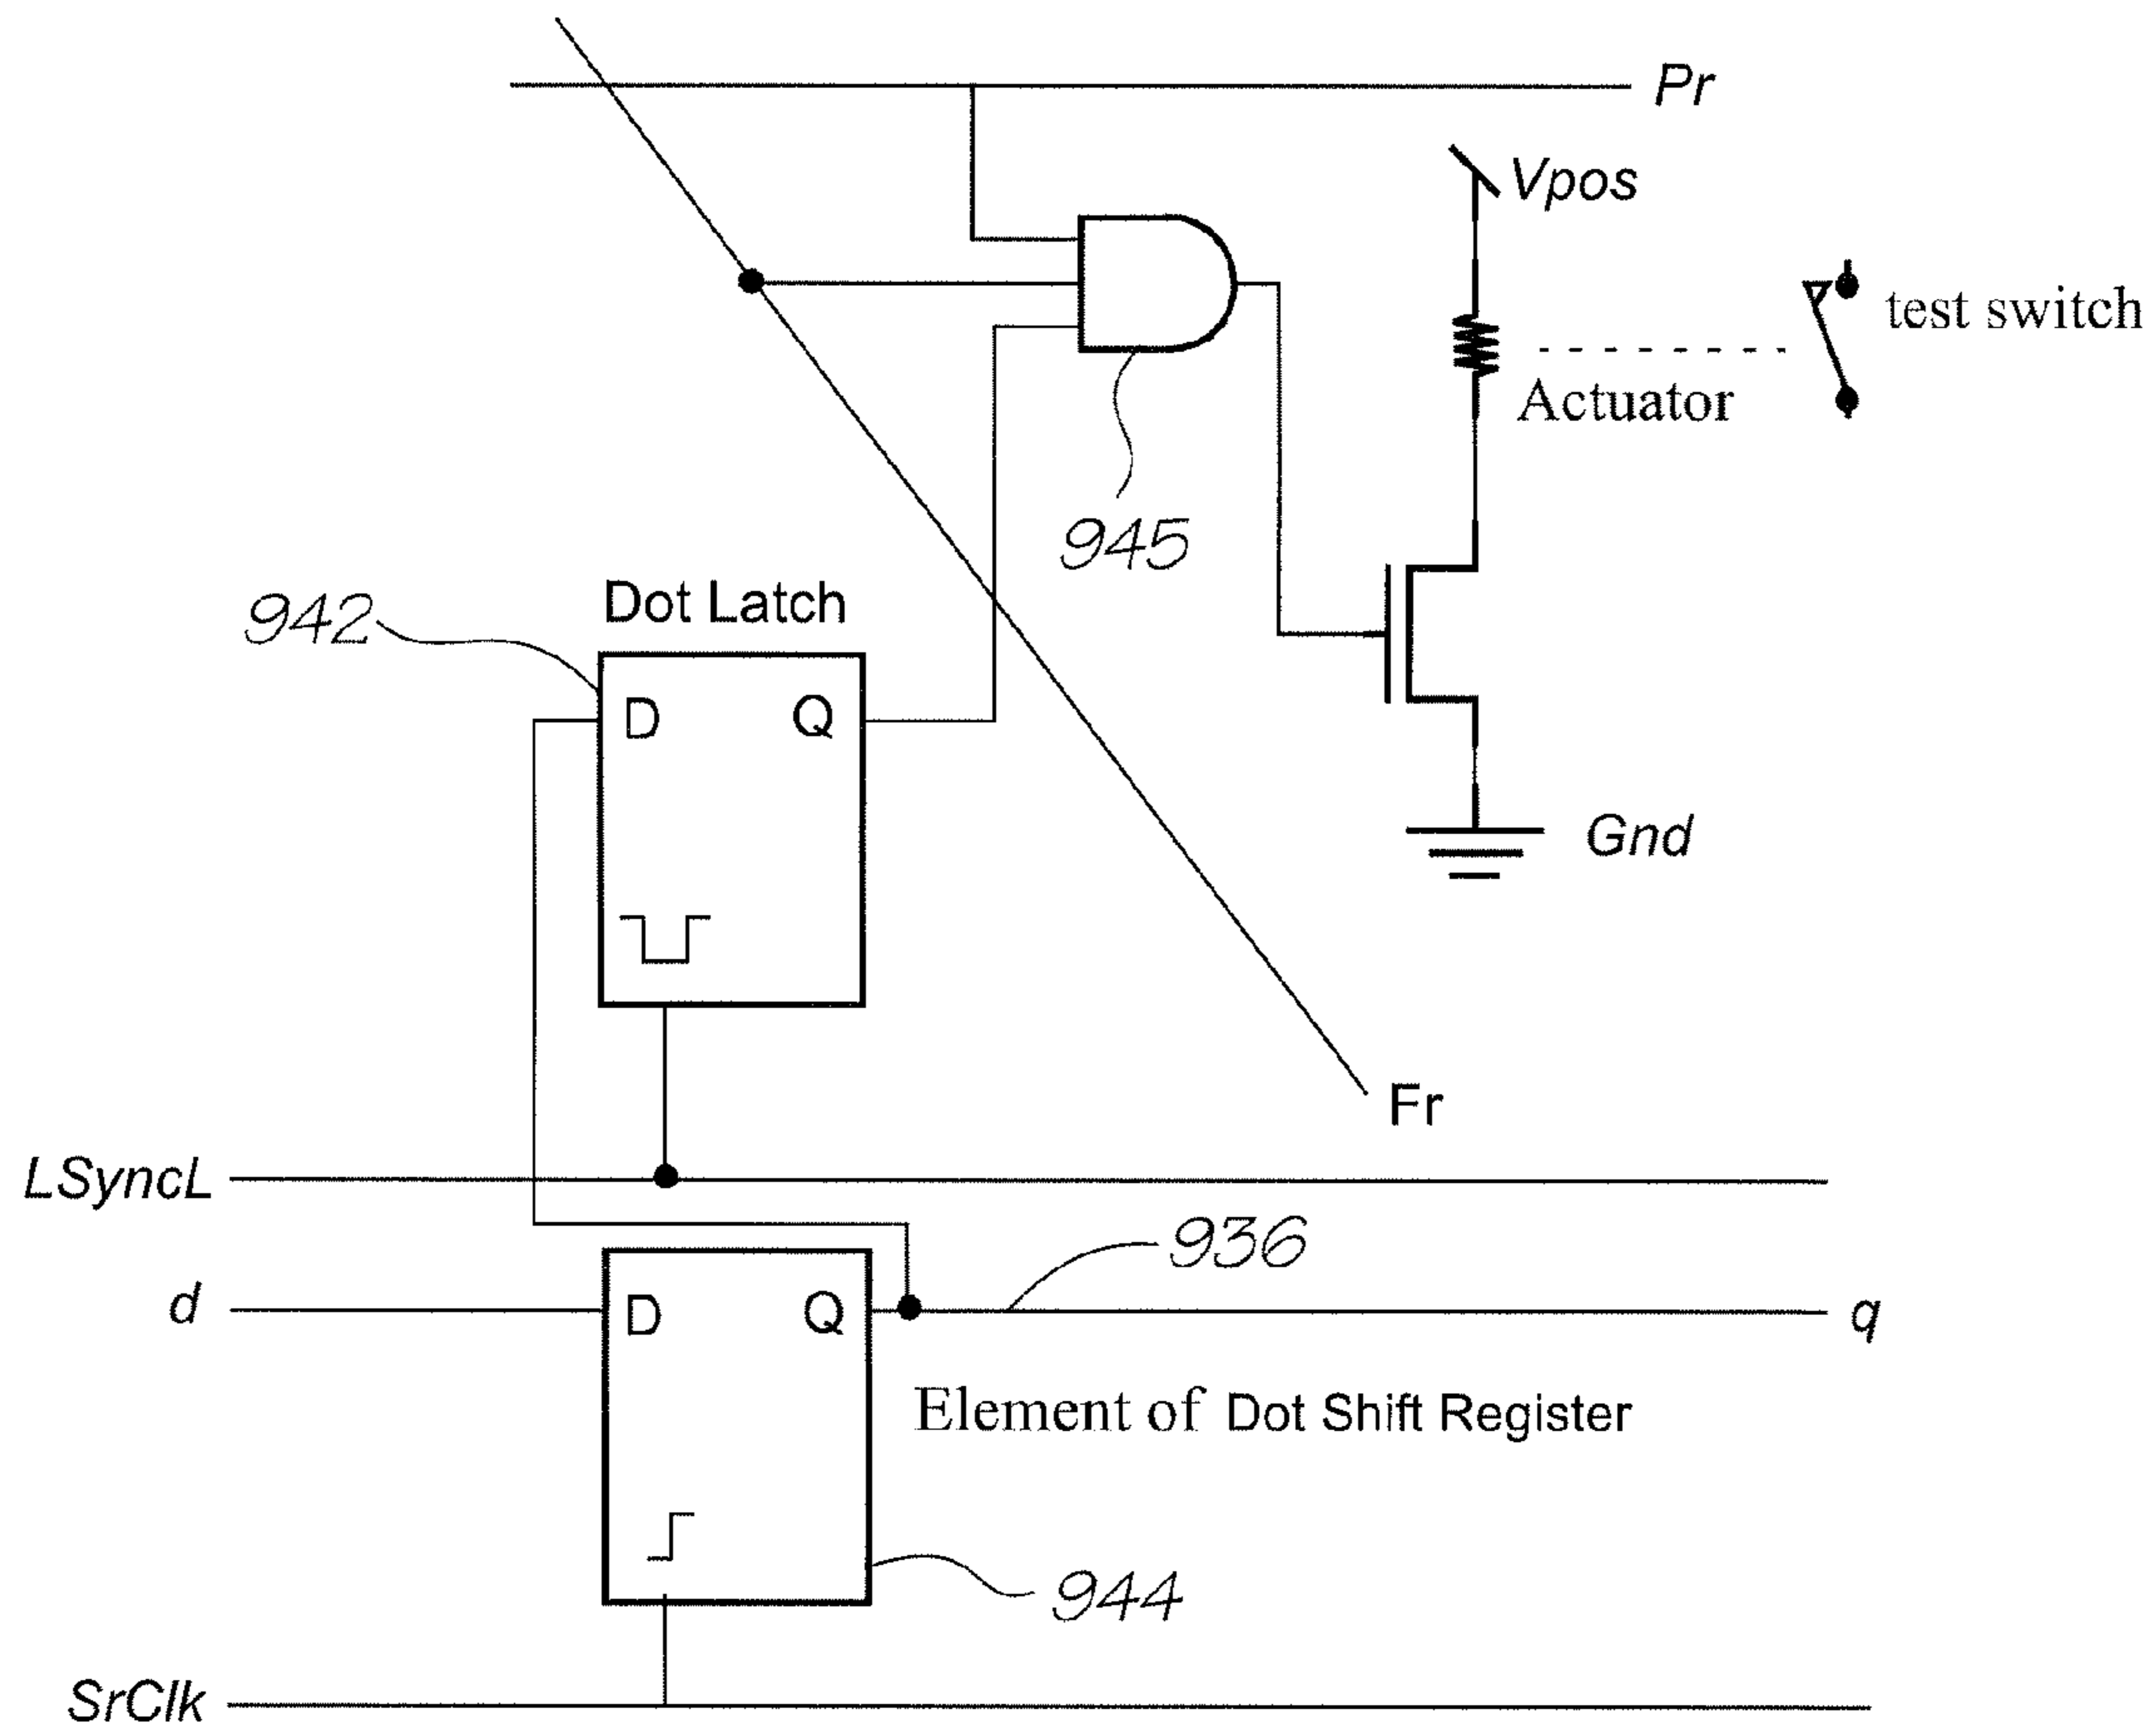 Pr
Vpos
test switch
Actuator
945
Dot Latch
942
D Q
Gnd
Fr
LSyncL
936
d
D Q
q
Element of Dot Shift Register
944
SrClk